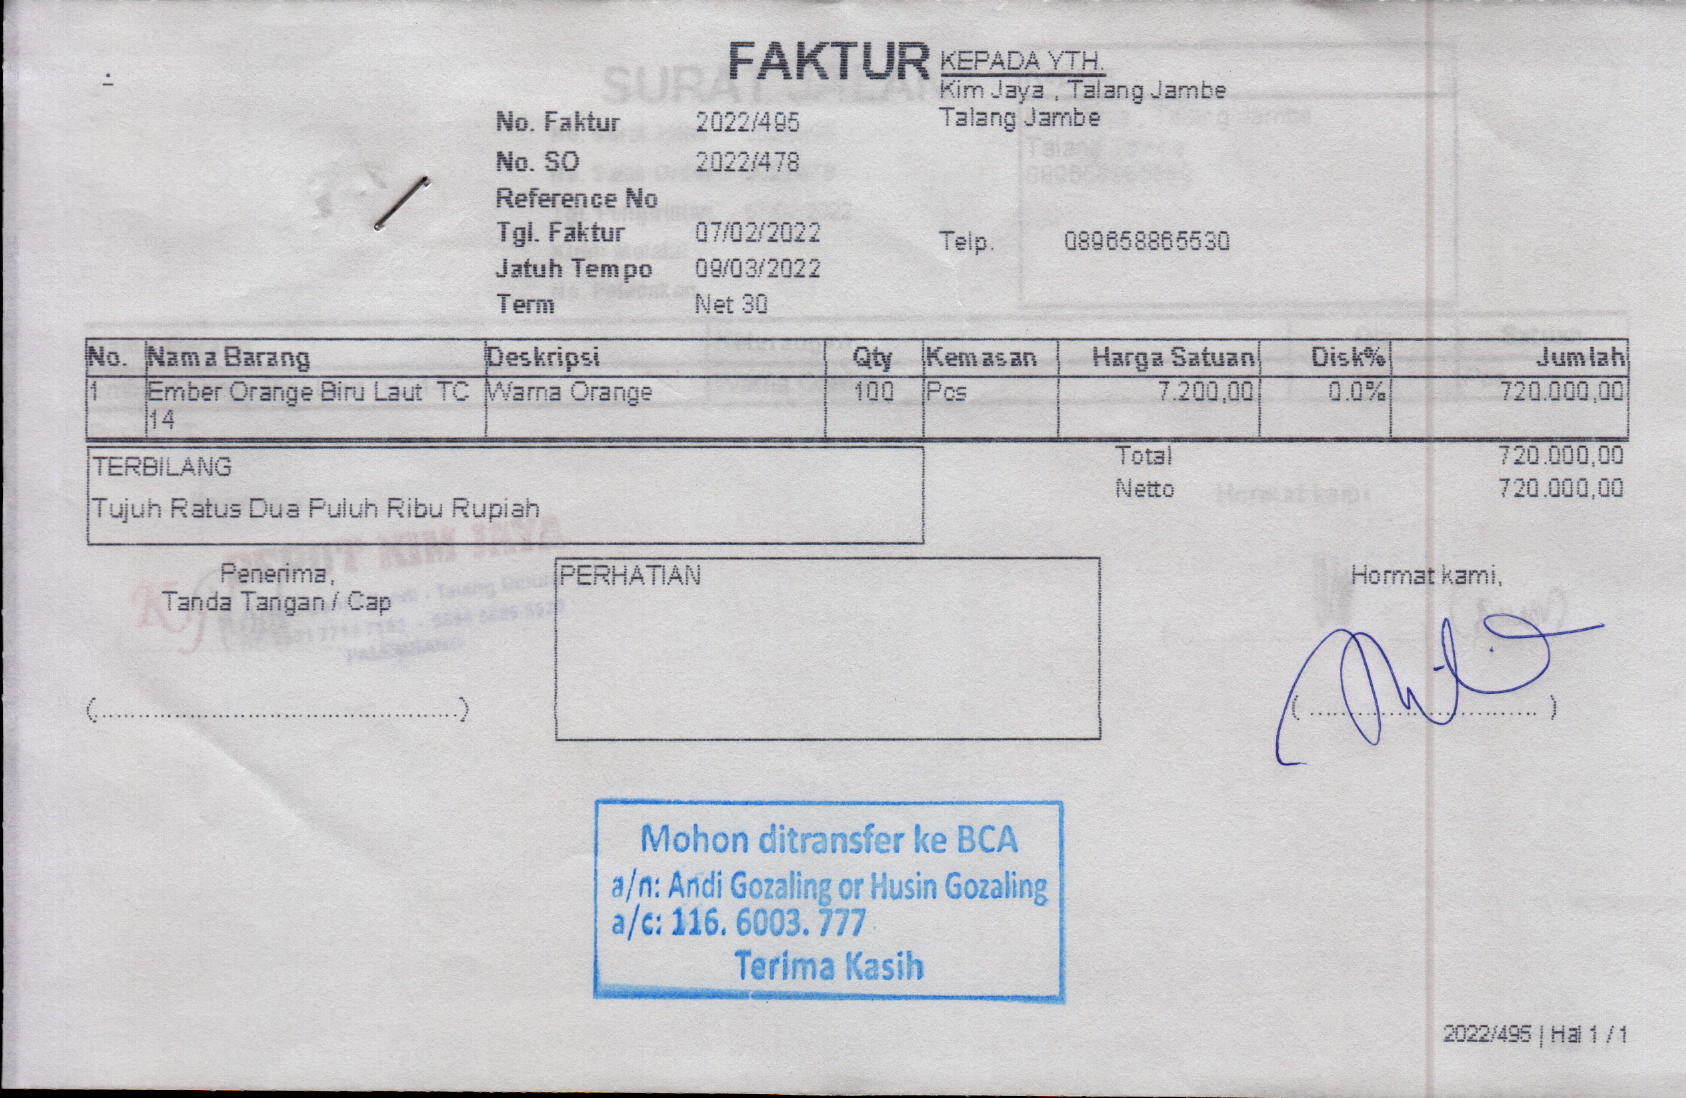 FAKTUR
KEPADA YTH.
Kim Jaya , Talang Jambe
Talang Jambe
No. Faktur 2022/495
No. SO 2022/478
Reference No
Tgl. Faktur 07/02/2022
Telp. 089658865530
Jatuh Tempo 09/03/2022
Term Net 30
No. Nama Barang Deskripsi Qty Kemasan Harga Satuan Disk% Jumlah
1 Ember Orange Biru Laut TC Warna Orange 100 Pcs 7.200,00 0.0% 720.000,00
14
Total 720.000,00
TERBILANG
Netto 720.000,00
Tujuh Ratus Dua Puluh Ribu Rupiah
Penerima,
Tanda Tangan / Cap
PERHATIAN
Hormat kami,
(................................................)
( ............................... )
Mohon ditransfer ke BCA
a/n: Andi Gozaling or Husin Gozaling
a/c: 116. 6003. 777
Terima Kasih
2022/495 | Hal 1 / 1